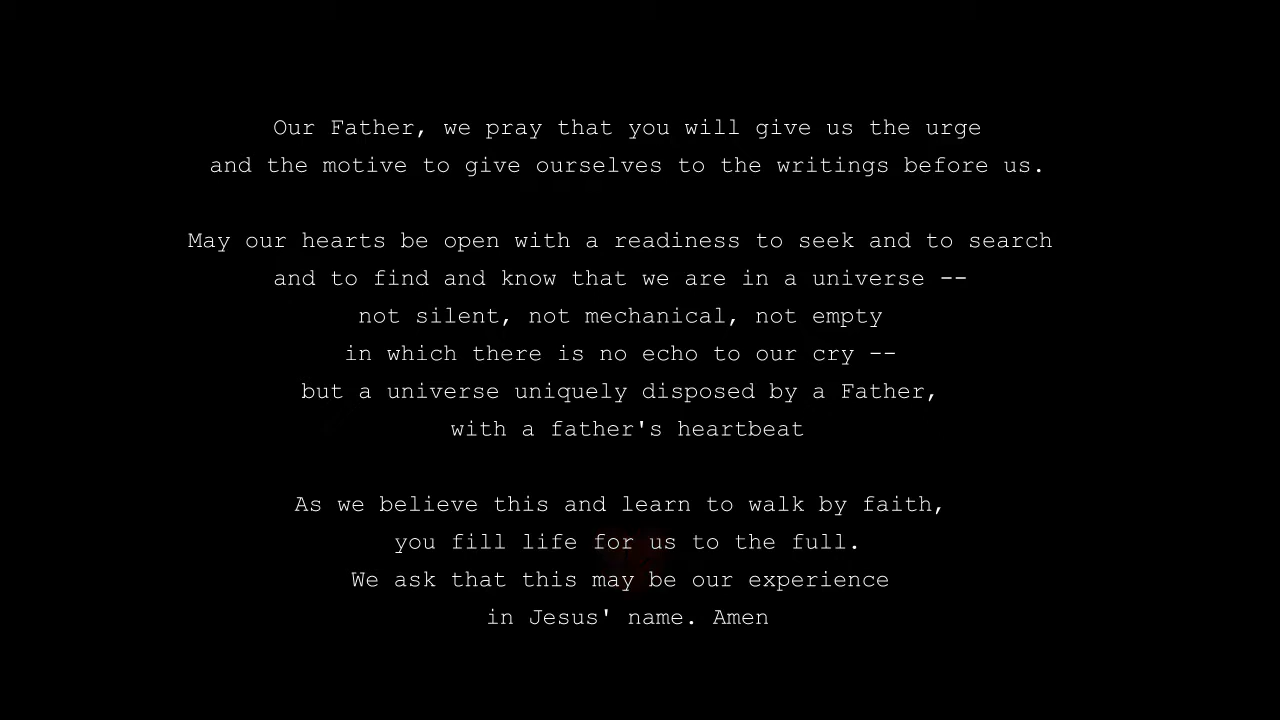 Our Father, we pray that you will give us the urge
and the motive to give ourselves to the writings before us.
May our hearts be open with a readiness to seek and to search
and to find and know that we are in a universe --
not silent, not mechanical, not empty
in which there is no echo to our cry --
but a universe uniquely disposed by a Father,
with a father's heartbeat
As we believe this and learn to walk by faith,
you fill life for us to the full.
We ask that this may be our experience
in Jesus' name. Amen